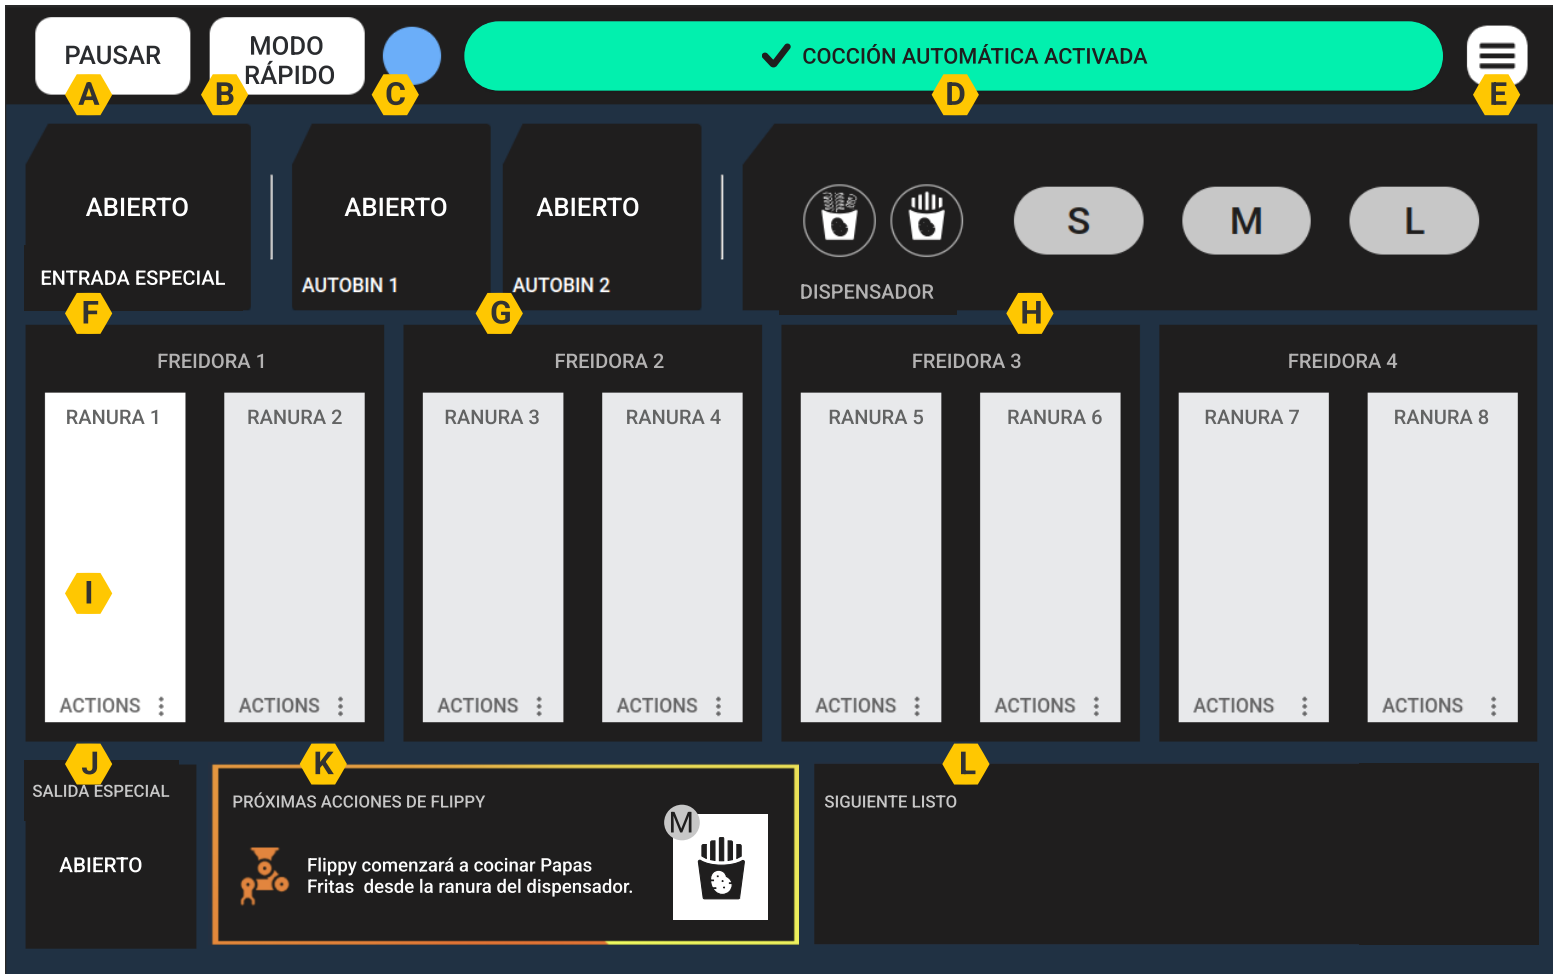 PAUSAR
MODO
RÁPIDO
COCCIÓN AUTOMÁTICA ACTIVADA
A
B
C
D
E
ABIERTO
ABIERTO
ABIERTO
S
M
L
ENTRADA ESPECIAL
AUTOBIN 1
AUTOBIN 2
DISPENSADOR
F
G
H
FREIDORA 1
FREIDORA 2
FREIDORA 3
FREIDORA 4
RANURA 1
RANURA 2
RANURA 3
RANURA 4
RANURA 5
RANURA 6
RANURA 7
RANURA 8
I
ACTIONS
ACTIONS
ACTIONS
ACTIONS
ACTIONS
ACTIONS
ACTIONS
ACTIONS
J
K
L
SALIDA ESPECIAL
ABIERTO
PRÓXIMAS ACCIONES DE FLIPPY
M
Flippy comenzará a cocinar Papas
Fritas desde la ranura del dispensador.
SIGUIENTE LISTO